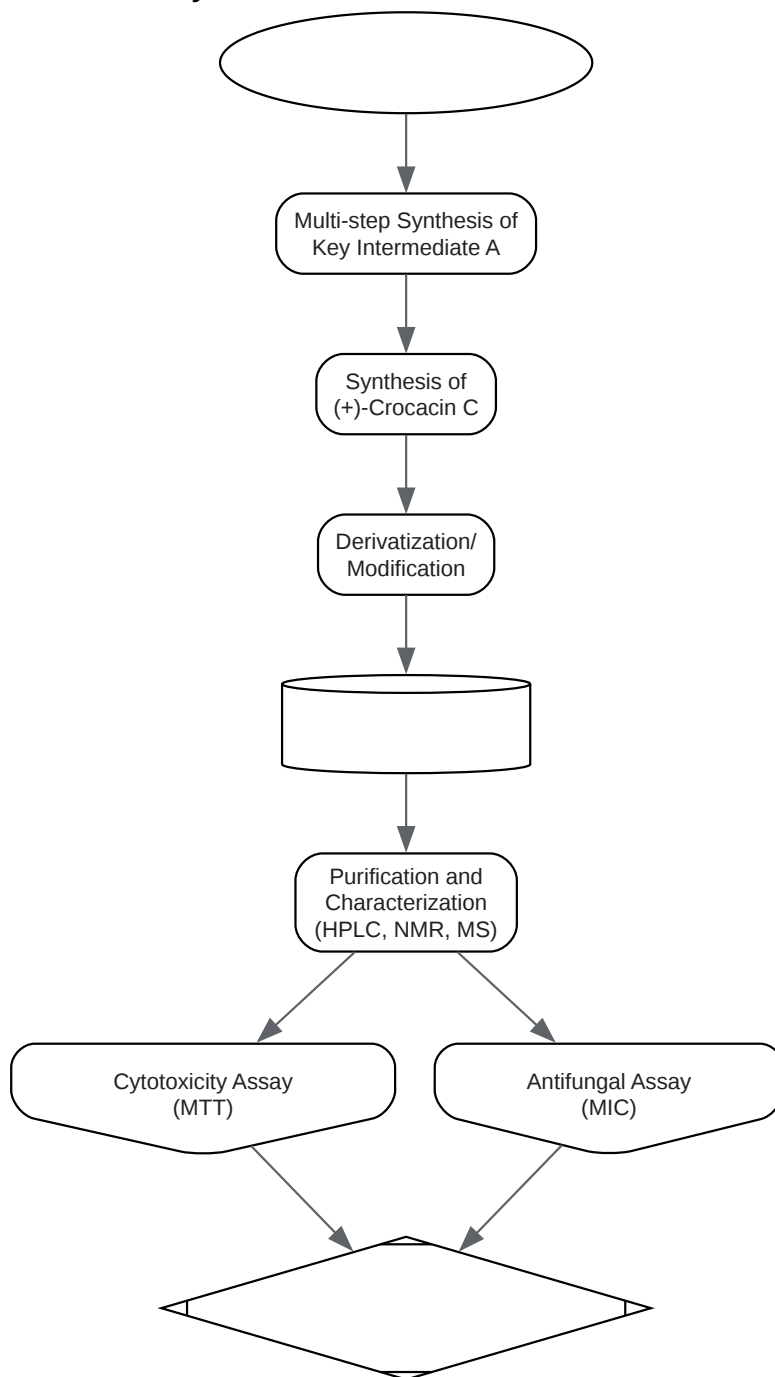 Multi-step Synthesis of
Key Intermediate A
Synthesis of
(+)-Crocacin C
Derivatization/
Modification
Purification and
Characterization
(HPLC, NMR, MS)
Cytotoxicity Assay
(MTT)
Antifungal Assay
(MIC)